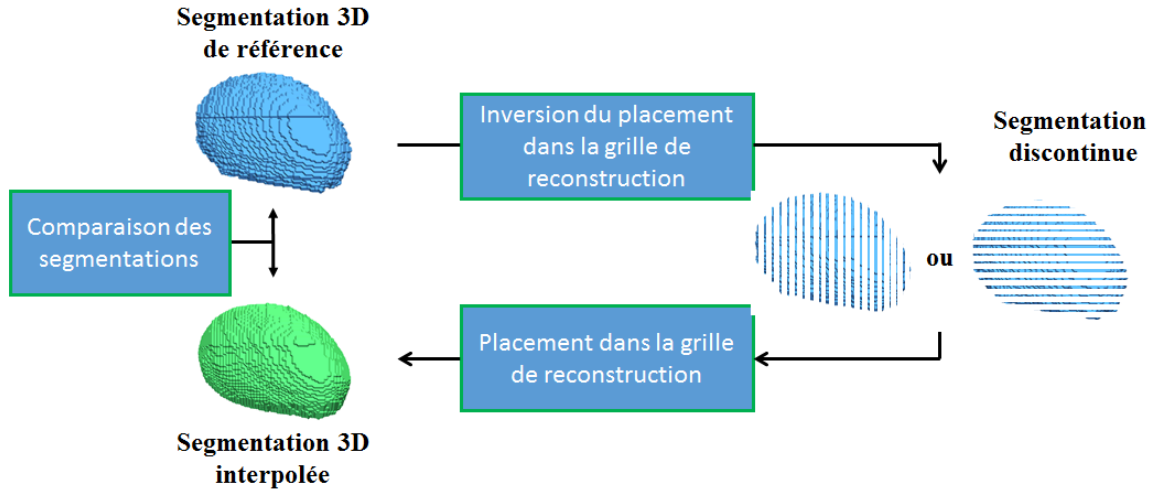 Segmentation 3D
de référence
Inversion du placement
dans la grille de
reconstruction
Segmentation
discontinue
Comparaison des
segmentations
ou
Placement dans la grille
de reconstruction
Segmentation 3D
interpolée